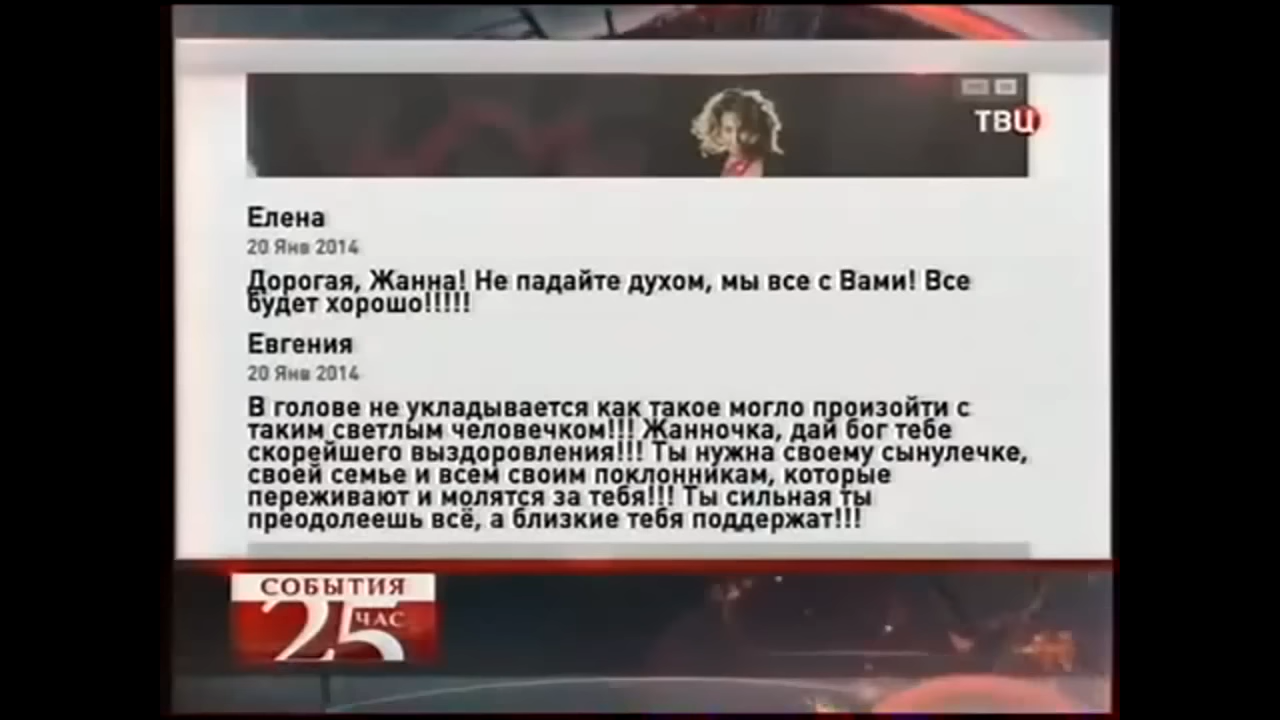 ТВЦ
Елена
20 Янв 2014
Дорогая, Жанна! Не падайте духом, мы все с Вами! Все
будет хорошо!!!!!
Евгения
20 Янв 2014
В голове не укладывается как такое могло произойти с
таким светлым человечком!!! Жанночка, дай бог тебе
скорейшего выздоровления!!! Ты нужна своему сынулечке,
своей семье и всем своим поклонникам, которые
переживают и молятся за тебя!!! Ты сильная ты
преодолеешь всё, а близкие тебя поддержат!!!
СОБЫТИЯ
25 ЧАС